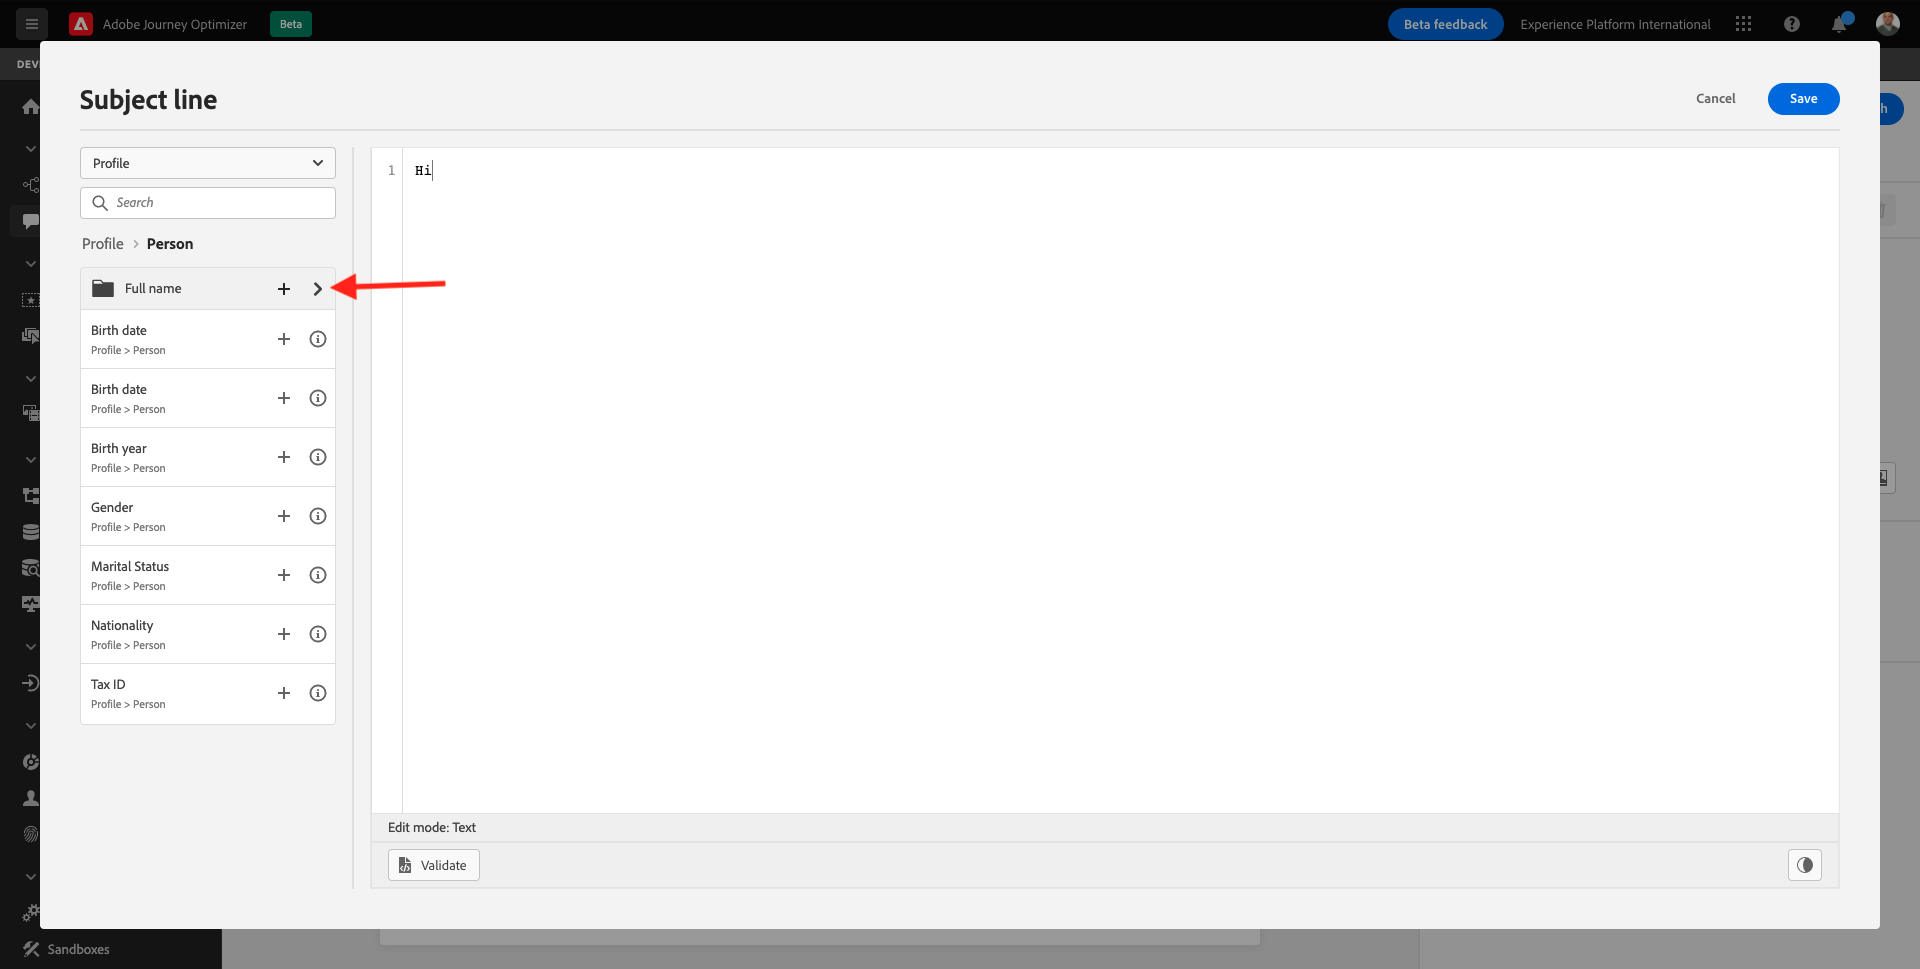 Adobe Journey Optimizer
Beta
Beta feedback
Experience Platform International
DEV
Subject line
Cancel
Save
h
Profile
Search
Profile > Person
Full name
Birth date
Profile > Person
Birth date
Profile > Person
Birth year
Profile > Person
Gender
Profile > Person
Marital Status
Profile > Person
Nationality
Profile > Person
Tax ID
Profile > Person
1 Hi
Edit mode: Text
Validate
Sandboxes